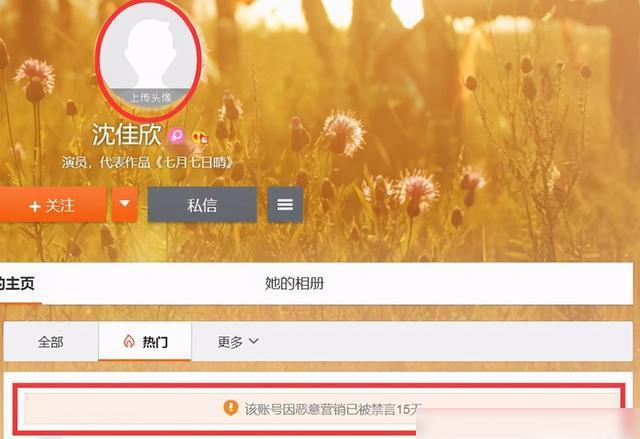 上传头像
沈佳欣
演员，代表作品《七月七日晴》
+关注
私信
的主页
她的相册
全部 热门 更多
该账号因恶意营销已被禁言15天